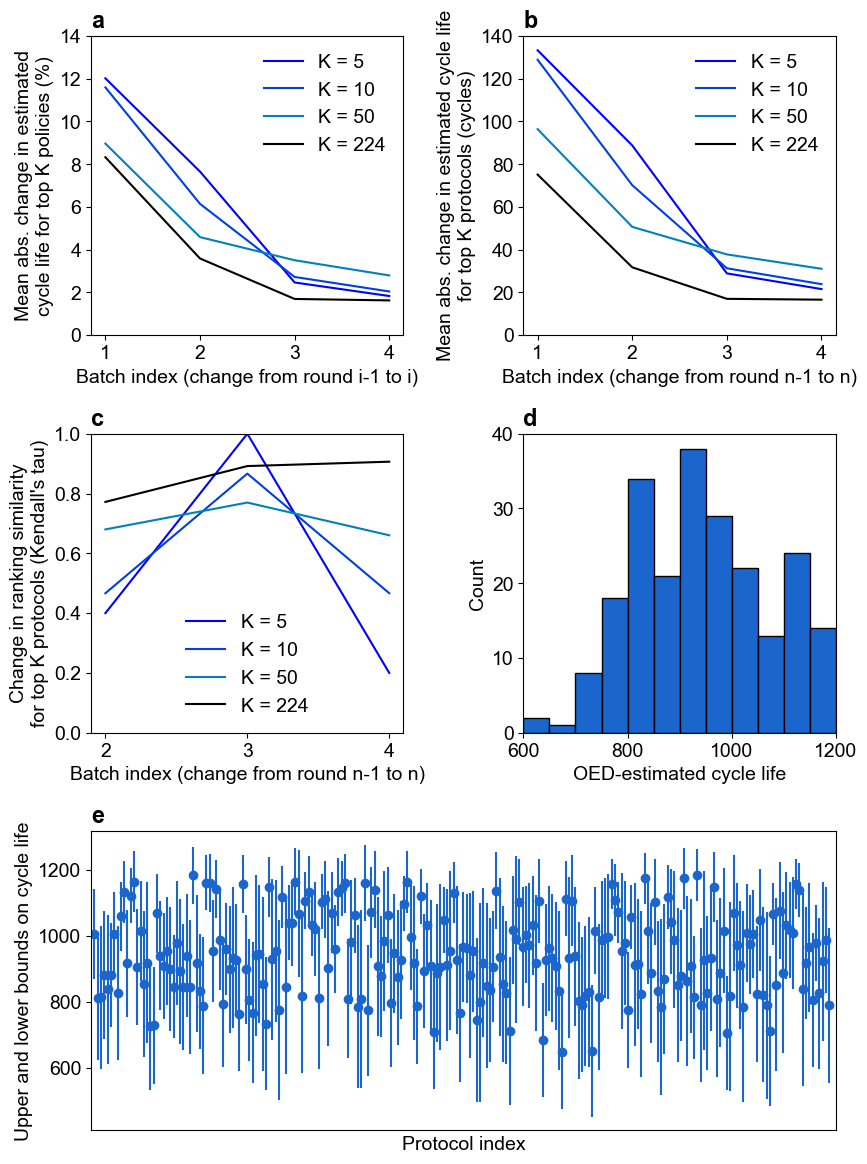 a
Mean abs. change in estimated
cycle life for top K policies (%)
14
12
10
8
6
4
2
0
K = 5
K = 10
K = 50
K = 224
1
2
3
4
Batch index (change from round i-1 to i)
b
Mean abs. change in estimated cycle life
for top K protocols (cycles)
140
120
100
80
60
40
20
0
K = 5
K = 10
K = 50
K = 224
1
2
3
4
Batch index (change from round n-1 to n)
c
Change in ranking similarity
for top K protocols (Kendall's tau)
1.0
0.8
0.6
0.4
0.2
0.0
K = 5
K = 10
K = 50
K = 224
2
3
4
Batch index (change from round n-1 to n)
d
Count
40
30
20
10
0
600
800
1000
1200
OED-estimated cycle life
e
Upper and lower bounds on cycle life
1200
1000
800
600
Protocol index